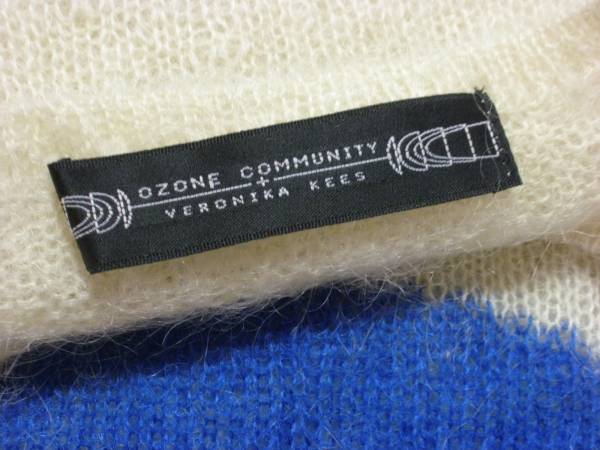 OZONE COMMUNITY
+
VERONIKA KEES